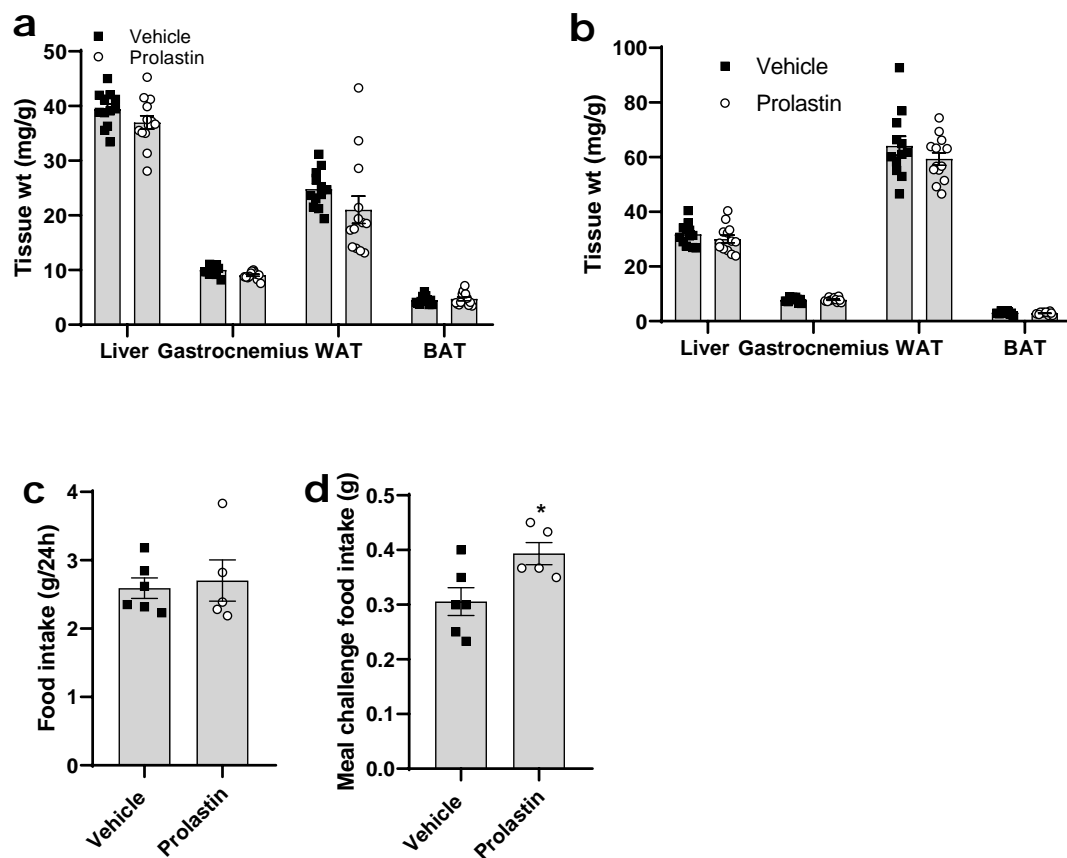 a
Vehicle
Prolastin
Tissue wt (mg/g)
50
40
30
20
10
0
Liver Gastrocnemius WAT BAT
b
Vehicle
Prolastin
Tissue wt (mg/g)
100
80
60
40
20
0
Liver Gastrocnemius WAT BAT
c
Food intake (g/24h)
4
3
2
1
0
Vehicle
Prolastin
d
Meal challenge food intake (g)
0.5
0.4
0.3
0.2
0.1
0.0
*
Vehicle
Prolastin